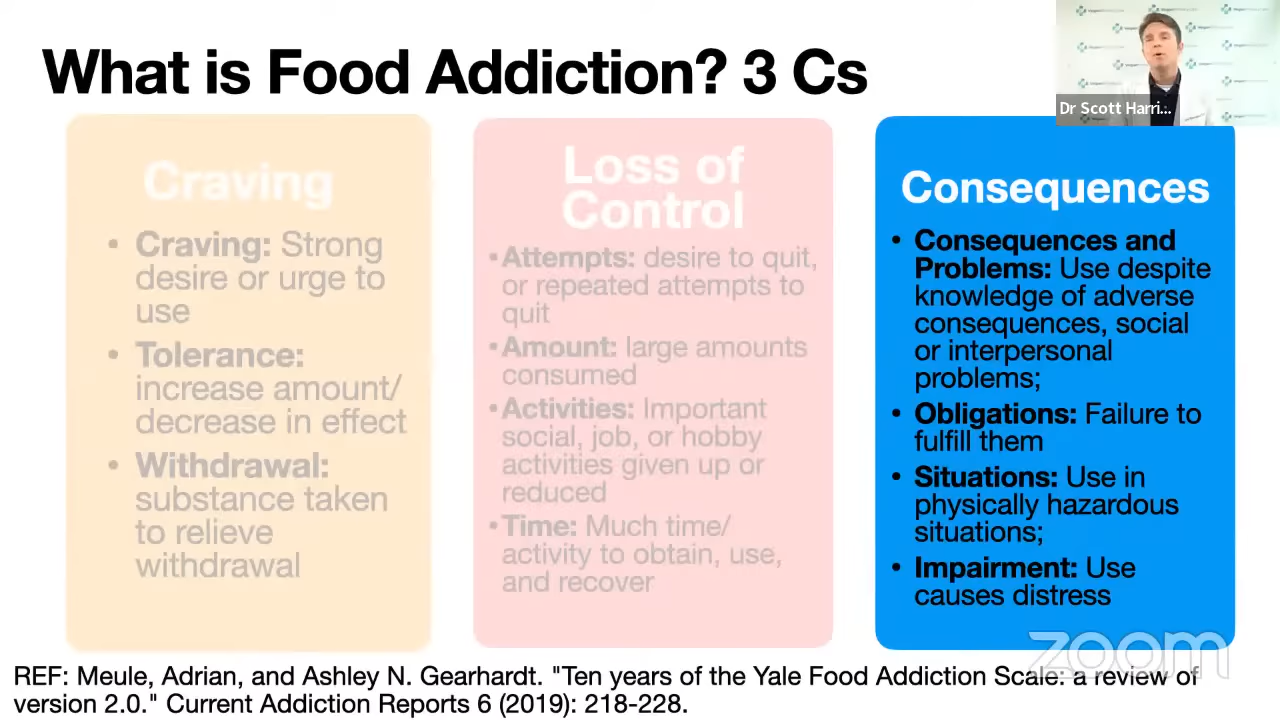 What is Food Addiction? 3 Cs
Dr Scott Harri...
Craving
• Craving: Strong
desire or urge to
use
• Tolerance:
increase amount/
decrease in effect
• Withdrawal:
substance taken
to relieve
withdrawal
Loss of
Control
• Attempts: desire to quit,
or repeated attempts to
quit
• Amount: large amounts
consumed
• Activities: Important
social, job, or hobby
activities given up or
reduced
• Time: Much time/
activity to obtain, use,
and recover
Consequences
• Consequences and
Problems: Use despite
knowledge of adverse
consequences, social
or interpersonal
problems;
• Obligations: Failure to
fulfill them
• Situations: Use in
physically hazardous
situations;
• Impairment: Use
causes distress
zoom
REF: Meule, Adrian, and Ashley N. Gearhardt. "Ten years of the Yale Food Addiction Scale: a review of
version 2.0." Current Addiction Reports 6 (2019): 218-228.